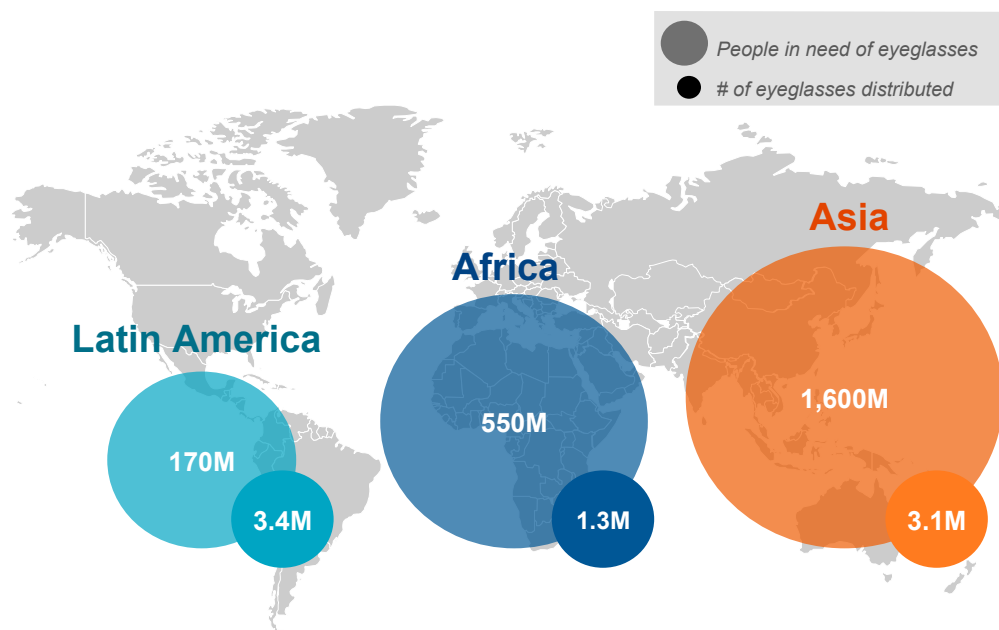 People in need of eyeglasses
# of eyeglasses distributed
Asia
Africa
Latin America
1,600M
550M
170M
3.4M
1.3M
3.1M